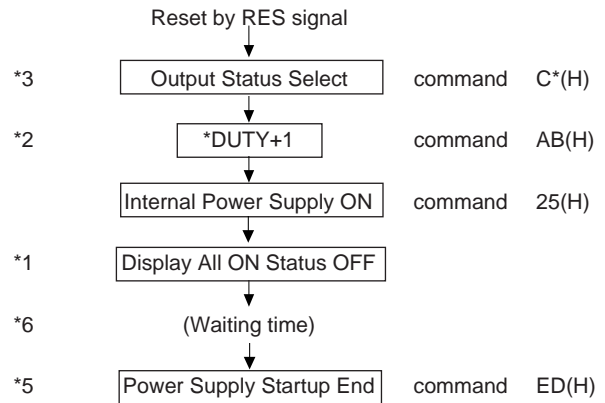 Reset by RES signal
*3 Output Status Select command C*(H)
*2 *DUTY+1 command AB(H)
Internal Power Supply ON command 25(H)
*1 Display All ON Status OFF
*6 (Waiting time)
*5 Power Supply Startup End command ED(H)